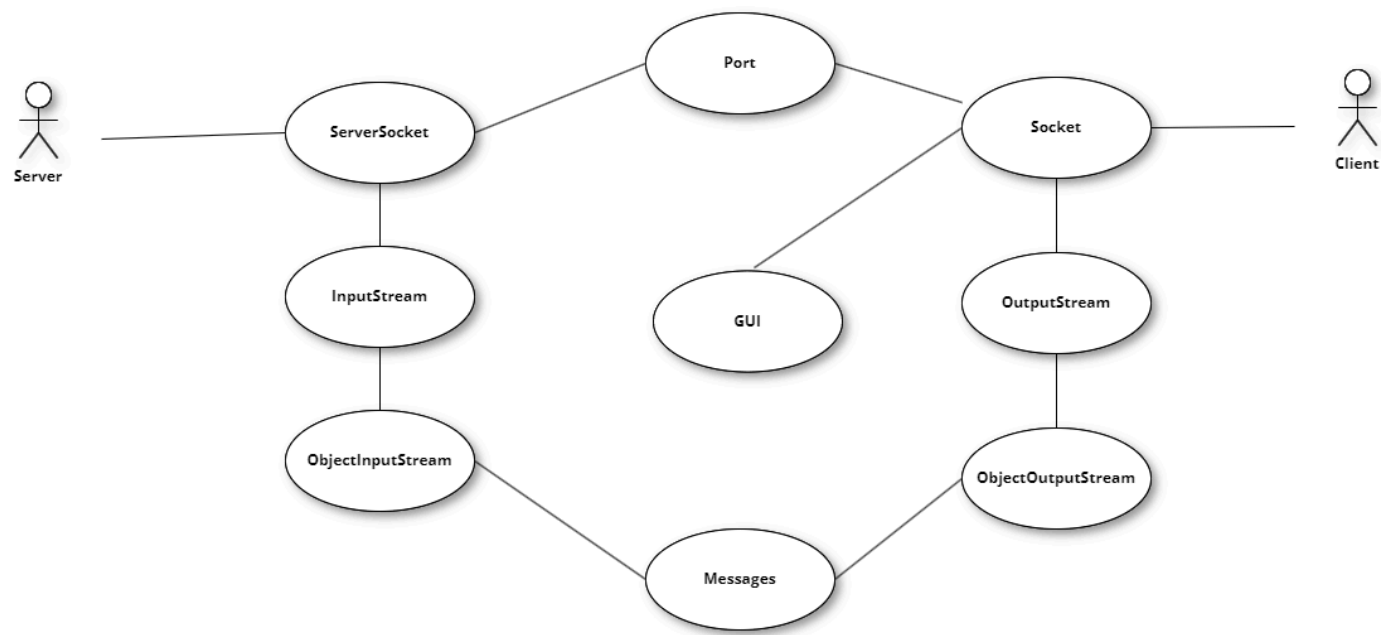 Port
ServerSocket
Socket
Server
Client
InputStream
OutputStream
GUI
ObjectInputStream
ObjectOutputStream
Messages